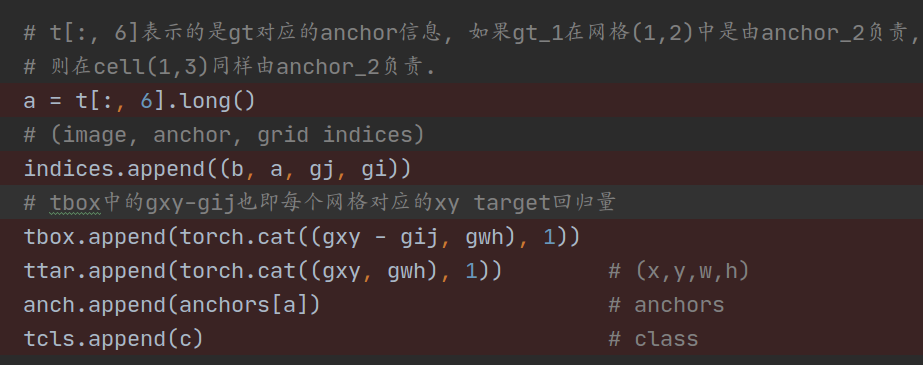 # t[:, 6]表示的是gt对应的anchor信息, 如果gt_1在网格(1,2)中是由anchor_2负责,
# 则在cell(1,3)同样由anchor_2负责.
a = t[:, 6].long()
# (image, anchor, grid indices)
indices.append((b, a, gj, gi))
# tbox中的gxy-gij也即每个网格对应的xy target回归量
tbox.append(torch.cat((gxy - gij, gwh), 1))
ttar.append(torch.cat((gxy, gwh), 1)) # (x,y,w,h)
anch.append(anchors[a]) # anchors
tcls.append(c) # class